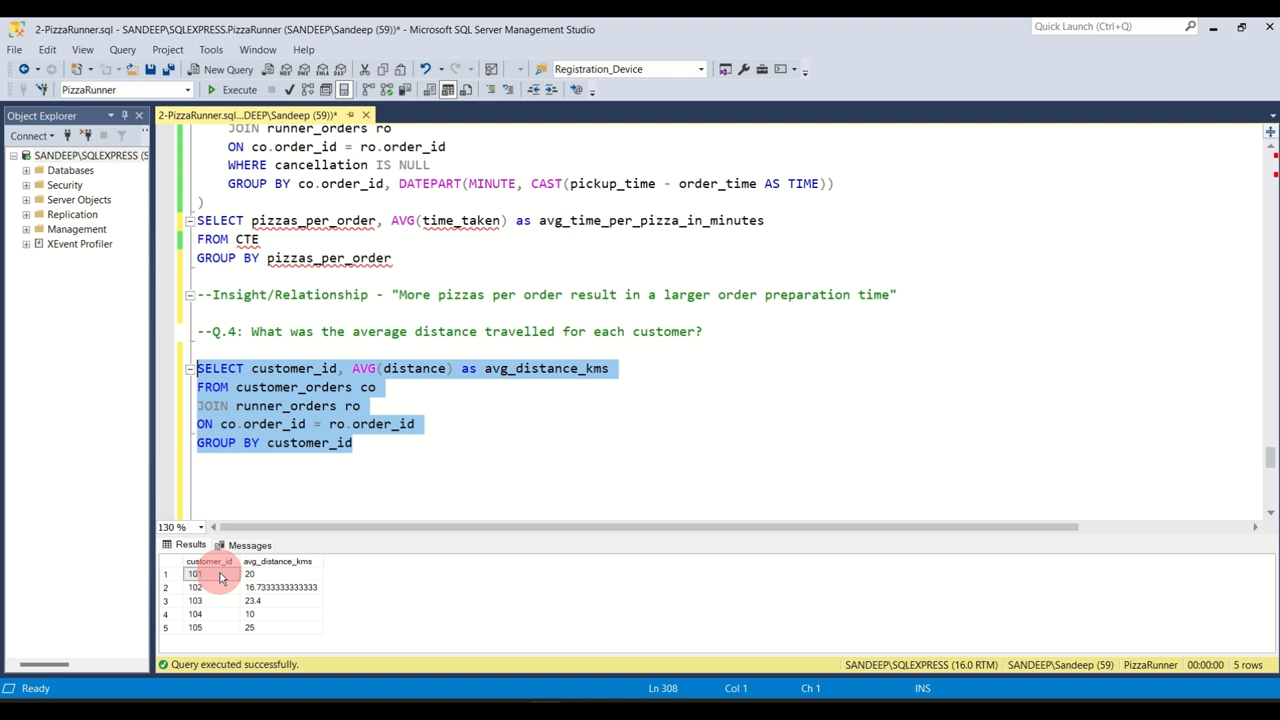 2-PizzaRunner.sql - SANDEEP\SQLEXPRESS.PizzaRunner (SANDEEP\Sandeep (59))* - Microsoft SQL Server Management Studio
Quick Launch (Ctrl+Q)
File Edit View Query Project Tools Window Help
New Query
Registration_Device
PizzaRunner
Execute
Object Explorer
2-PizzaRunner.sql...DEEP\Sandeep (59))*
Connect
SANDEEP\SQLEXPRESS (S
Databases
Security
Server Objects
Replication
Management
XEvent Profiler
JOIN runner_orders ro
ON co.order_id = ro.order_id
WHERE cancellation IS NULL
GROUP BY co.order_id, DATEPART(MINUTE, CAST(pickup_time - order_time AS TIME))
)
SELECT pizzas_per_order, AVG(time_taken) as avg_time_per_pizza_in_minutes
FROM CTE
GROUP BY pizzas_per_order
--Insight/Relationship - "More pizzas per order result in a larger order preparation time"
--Q.4: What was the average distance travelled for each customer?
SELECT customer_id, AVG(distance) as avg_distance_kms
FROM customer_orders co
JOIN runner_orders ro
ON co.order_id = ro.order_id
GROUP BY customer_id
130 %
Results Messages
customer_id avg_distance_kms
1 101 20
2 102 16.7333333333333
3 103 23.4
4 104 10
5 105 25
Query executed successfully.
SANDEEP\SQLEXPRESS (16.0 RTM) SANDEEP\Sandeep (59) PizzaRunner 00:00:00 5 rows
Ready
Ln 308 Col 1 Ch 1 INS